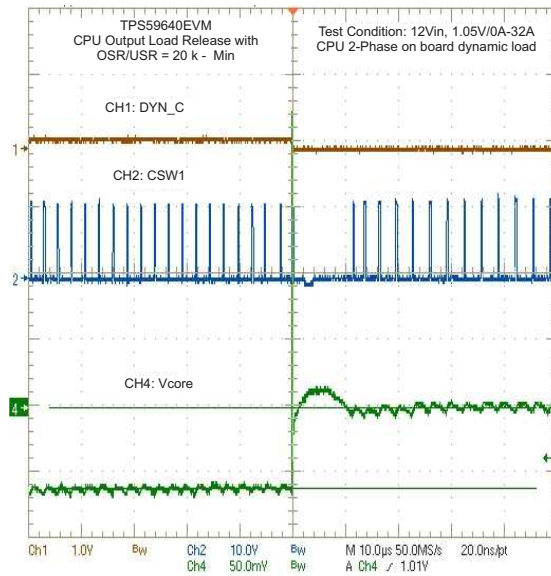 TPS59640EVM
CPU Output Load Release with
OSR/USR = 20 k - Min
Test Condition: 12Vin, 1.05V/0A-32A
CPU 2-Phase on board dynamic load
CH1: DYN_C
1
CH2: CSW1
2
CH4: Vcore
4
Ch1 1.0V Bw Ch2 10.0V Bw M 10.0µs 50.0MS/s 20.0ns/pt
Ch4 50.0mV Bw A Ch4 / 1.01V